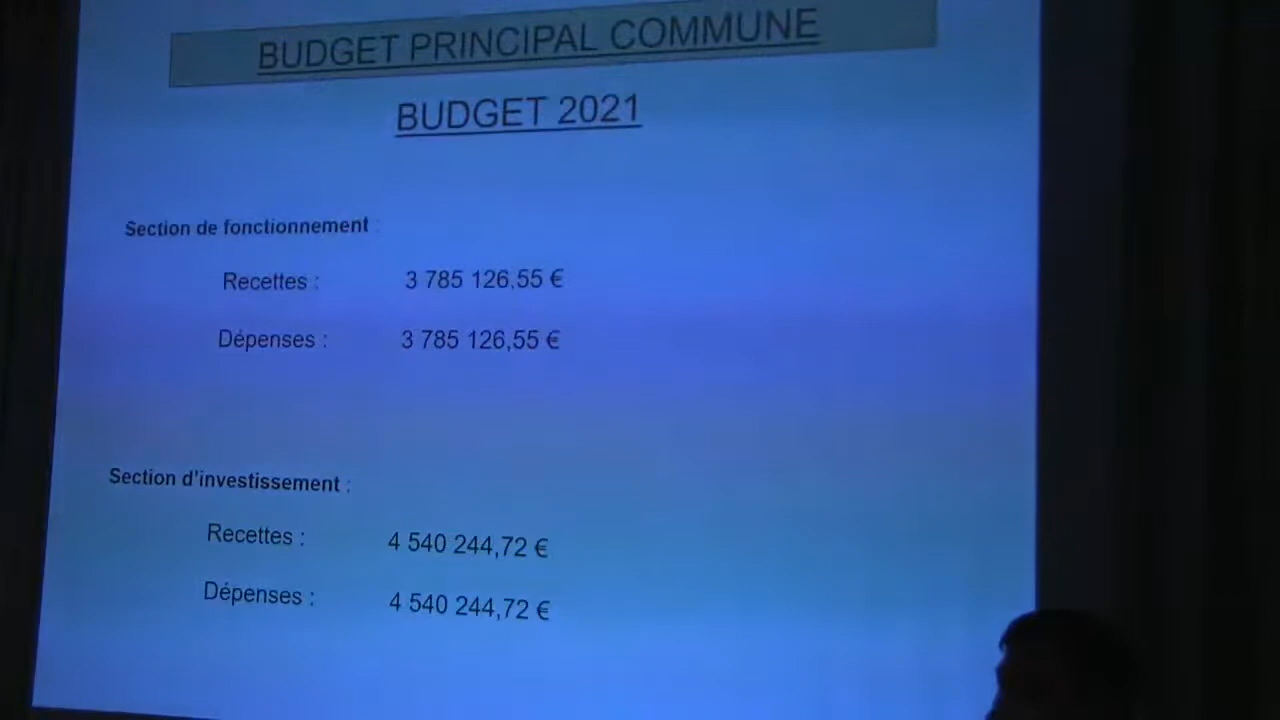 BUDGET PRINCIPAL COMMUNE
BUDGET 2021
Section de fonctionnement :
Recettes : 3 785 126,55 €
Dépenses : 3 785 126,55 €
Section d'investissement :
Recettes : 4 540 244,72 €
Dépenses : 4 540 244,72 €